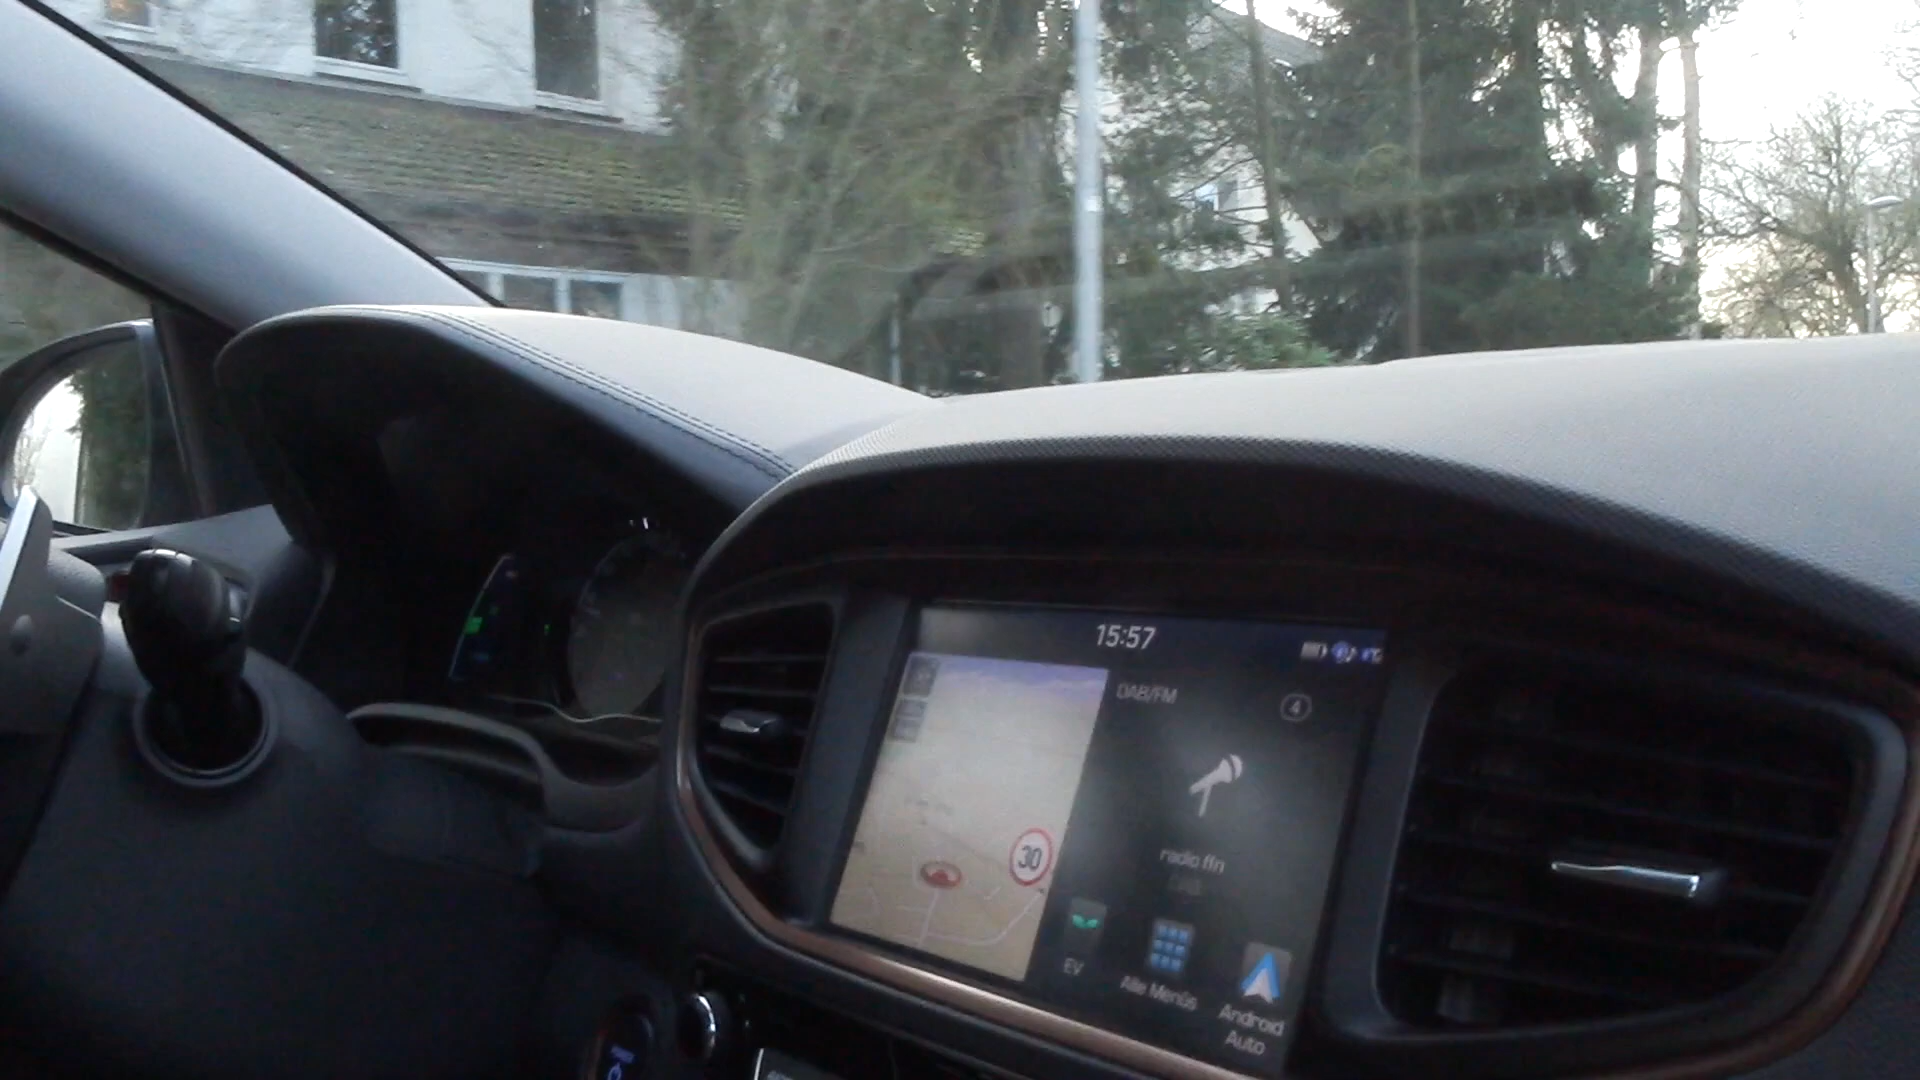 15:57
DAB/FM
4
30
radio ffn
EV
Alle Menüs
Android
Auto